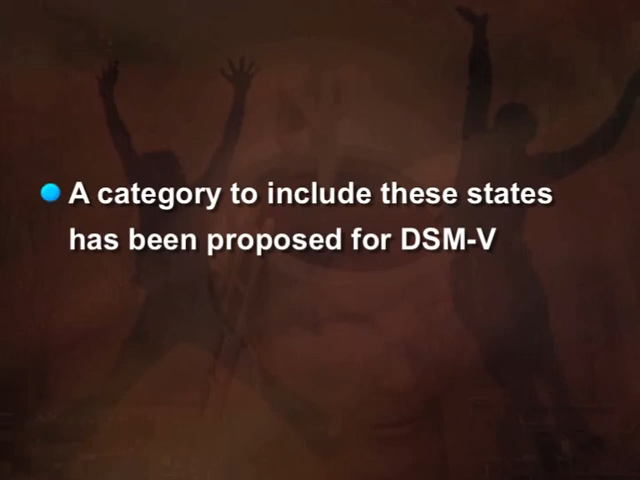 A category to include these states
has been proposed for DSM-V